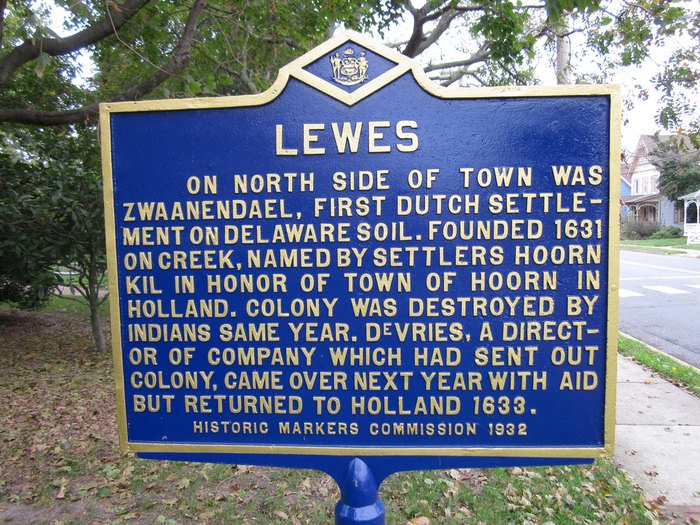 LEWES
ON NORTH SIDE OF TOWN WAS
ZWAANENDAEL, FIRST DUTCH SETTLE-
MENT ON DELAWARE SOIL. FOUNDED 1631
ON CREEK, NAMED BY SETTLERS HOORN
KIL IN HONOR OF TOWN OF HOORN IN
HOLLAND. COLONY WAS DESTROYED BY
INDIANS SAME YEAR. DEVRIES, A DIRECT-
OR OF COMPANY WHICH HAD SENT OUT
COLONY, CAME OVER NEXT YEAR WITH AID
BUT RETURNED TO HOLLAND 1633.
HISTORIC MARKERS COMMISSION 1932